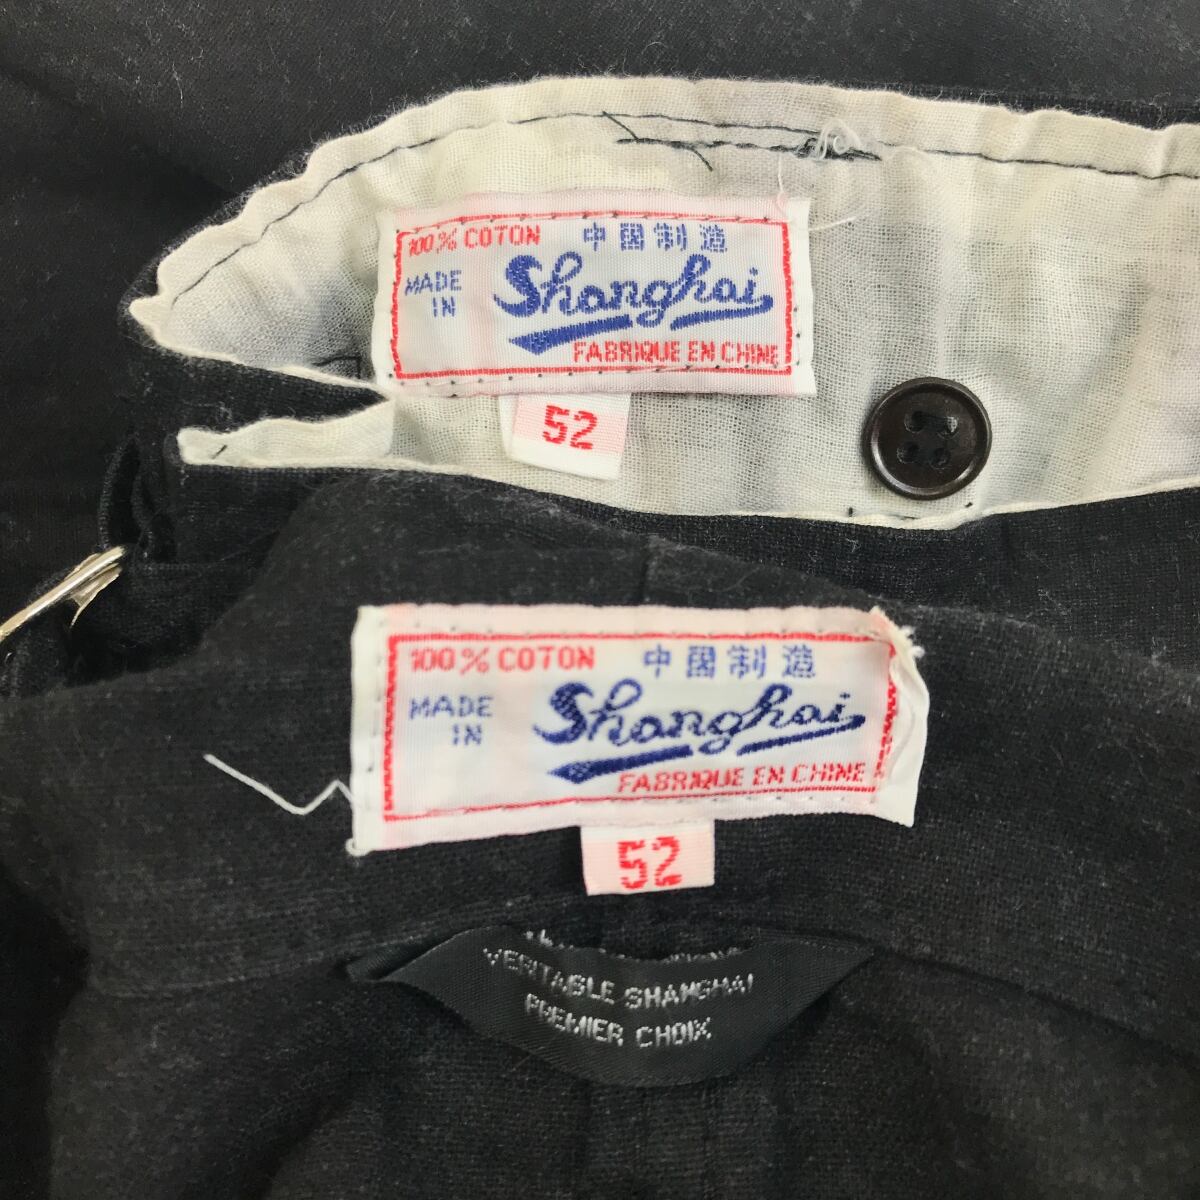 100% COTON 中國制造
MADE IN Shanghai
FABRIQUE EN CHINE
52
100% COTON 中國制造
MADE IN Shanghai
FABRIQUE EN CHINE
52
VERITABLE SHANGHAI
PREMIER CHOIX